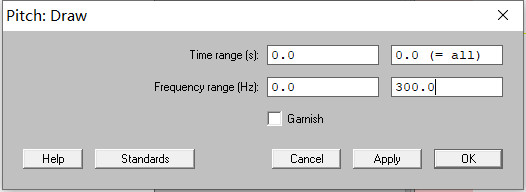 Pitch: Draw
Time range (s): 0.0 0.0 (= all)
Frequency range (Hz): 0.0 300.0
Garnish
Help Standards Cancel Apply OK